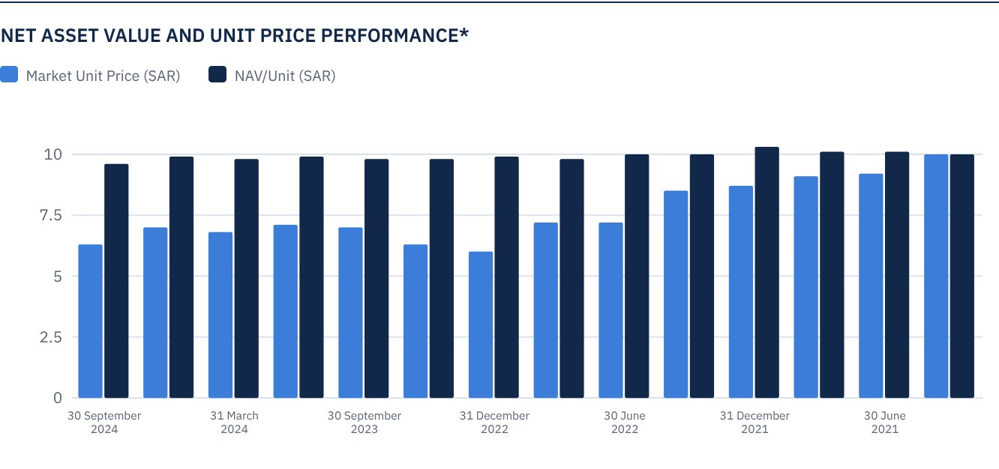 NET ASSET VALUE AND UNIT PRICE PERFORMANCE*
Market Unit Price (SAR) NAV/Unit (SAR)
10
7.5
5
2.5
0
30 September 31 March 30 September 31 December 30 June 31 December 30 June
2024 2024 2023 2022 2022 2021 2021